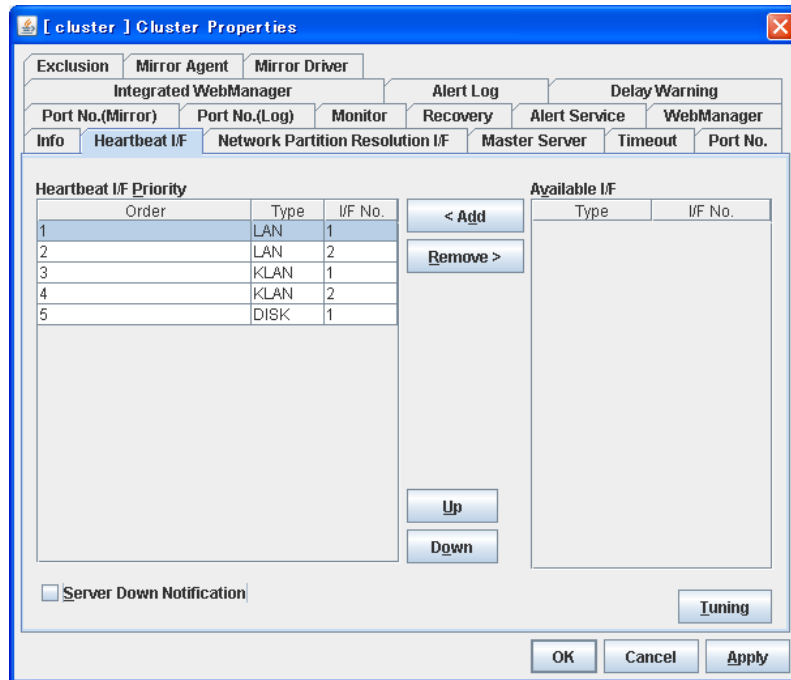 [ cluster ] Cluster Properties
Exclusion Mirror Agent Mirror Driver
Integrated WebManager Alert Log Delay Warning
Port No.(Mirror) Port No.(Log) Monitor Recovery Alert Service WebManager
Info Heartbeat I/F Network Partition Resolution I/F Master Server Timeout Port No.
Heartbeat I/F Priority Available I/F
Order Type I/F No. < Add Type I/F No.
1 LAN 1
2 LAN 2 Remove >
3 KLAN 1
4 KLAN 2
5 DISK 1
Up
Down
Server Down Notification
Tuning
OK Cancel Apply